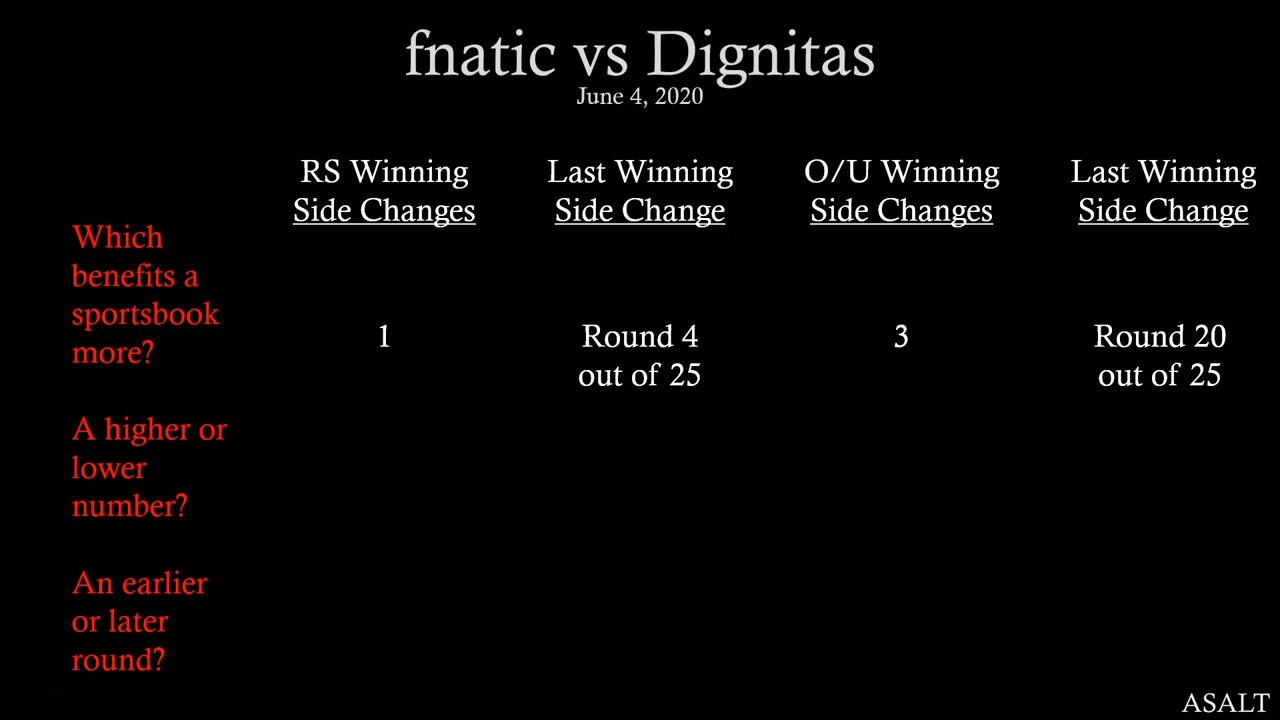 fnatic vs Dignitas
June 4, 2020
RS Winning
Side Changes
Last Winning
Side Change
O/U Winning
Side Changes
Last Winning
Side Change
Which
benefits a
sportsbook
more?
A higher or
lower
number?
An earlier
or later
round?
1
Round 4
out of 25
3
Round 20
out of 25
ASALT